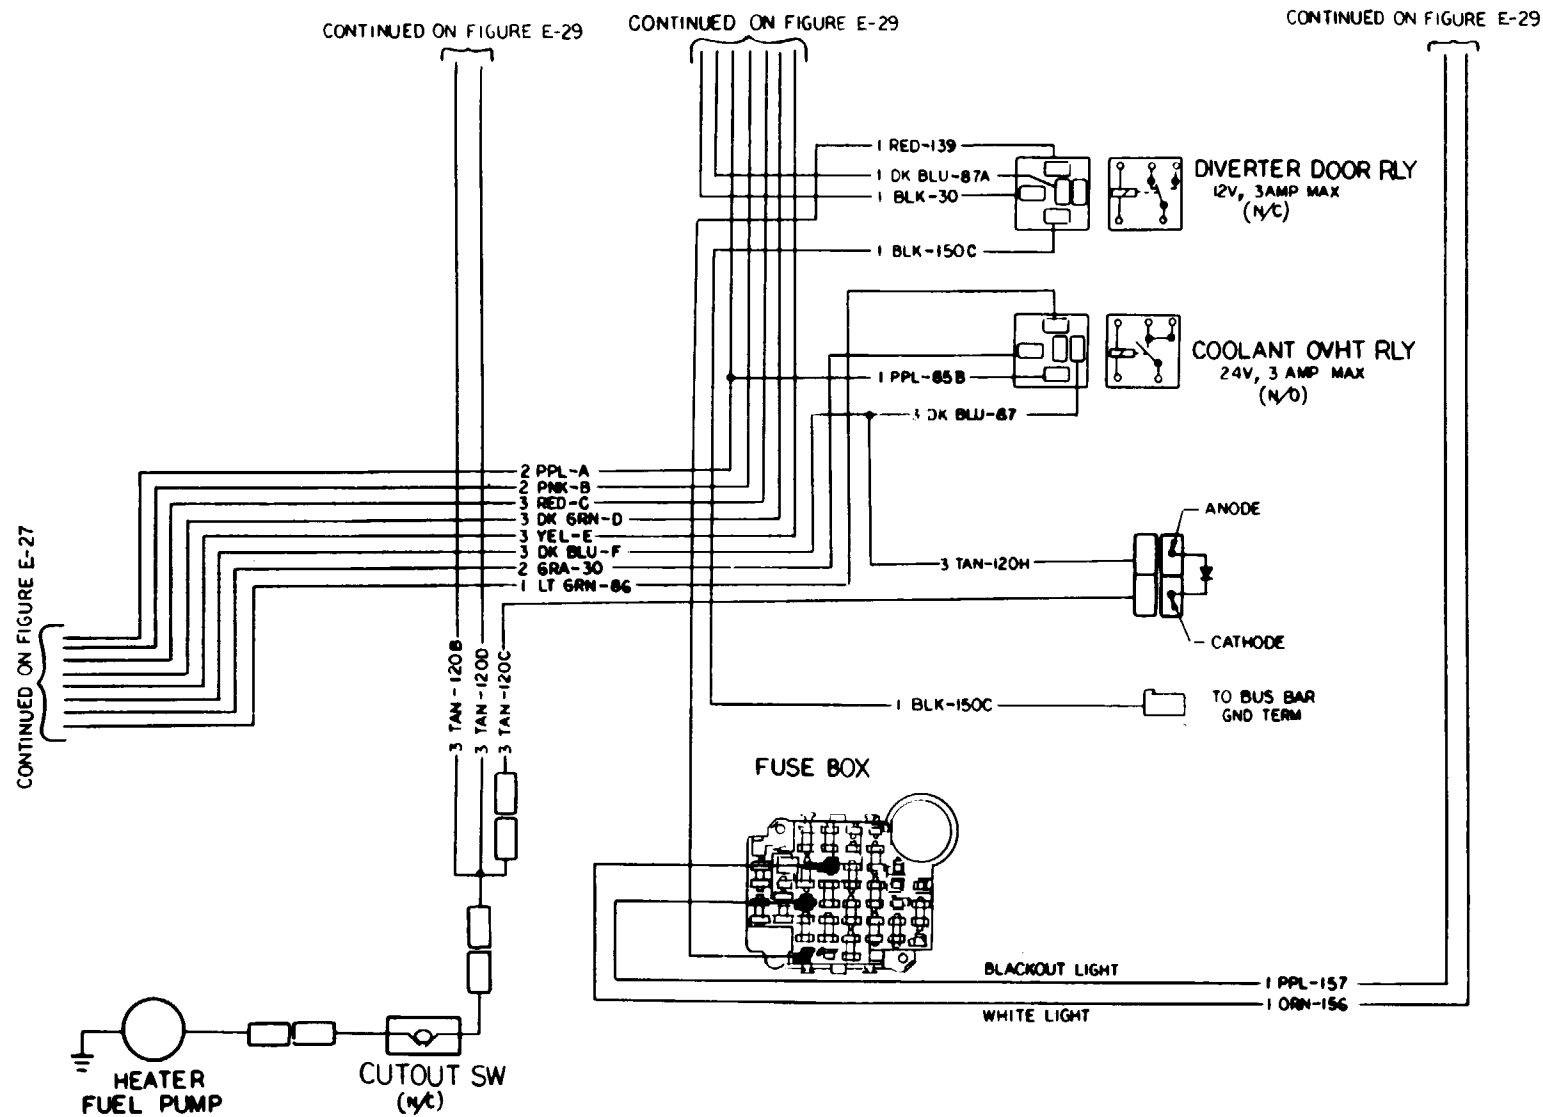 CONTINUED ON FIGURE E-29
CONTINUED ON FIGURE E-29
CONTINUED ON FIGURE E-29
1 RED-139
1 DK BLU-87A
1 BLK-30
1 BLK-150C
DIVERTER DOOR RLY
12V, 3AMP MAX
(N/C)
1 PPL-85B
3 DK BLU-87
COOLANT OVHT RLY
24V, 3 AMP MAX
(N/O)
2 PPL-A
2 PNK-B
3 RED-C
3 DK GRN-D
3 YEL-E
3 DK BLU-F
2 GRA-30
1 LT GRN-86
CONTINUED ON FIGURE E-27
ANODE
3 TAN-120H
CATHODE
3 TAN-120B
3 TAN-120D
3 TAN-120C
1 BLK-150C
TO BUS BAR
GND TERM
FUSE BOX
BLACKOUT LIGHT
1 PPL-157
1 ORN-156
WHITE LIGHT
HEATER
FUEL PUMP
CUTOUT SW
(N/C)